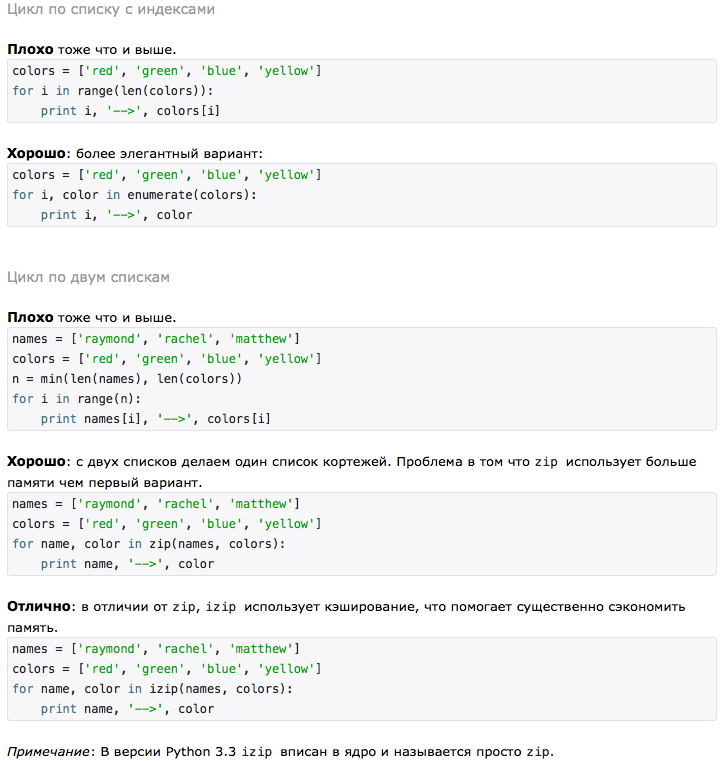 Цикл по списку с индексами
Плохо тоже что и выше.
colors = ['red', 'green', 'blue', 'yellow']
for i in range(len(colors)):
    print i, '-->', colors[i]
Хорошо: более элегантный вариант:
colors = ['red', 'green', 'blue', 'yellow']
for i, color in enumerate(colors):
    print i, '-->', color
Цикл по двум спискам
Плохо тоже что и выше.
names = ['raymond', 'rachel', 'matthew']
colors = ['red', 'green', 'blue', 'yellow']
n = min(len(names), len(colors))
for i in range(n):
    print names[i], '-->', colors[i]
Хорошо: с двух списков делаем один список кортежей. Проблема в том что zip использует больше
памяти чем первый вариант.
names = ['raymond', 'rachel', 'matthew']
colors = ['red', 'green', 'blue', 'yellow']
for name, color in zip(names, colors):
    print name, '-->', color
Отлично: в отличии от zip, izip использует кэширование, что помогает существенно сэкономить
память.
names = ['raymond', 'rachel', 'matthew']
colors = ['red', 'green', 'blue', 'yellow']
for name, color in izip(names, colors):
    print name, '-->', color
Примечание: В версии Python 3.3 izip вписан в ядро и называется просто zip.